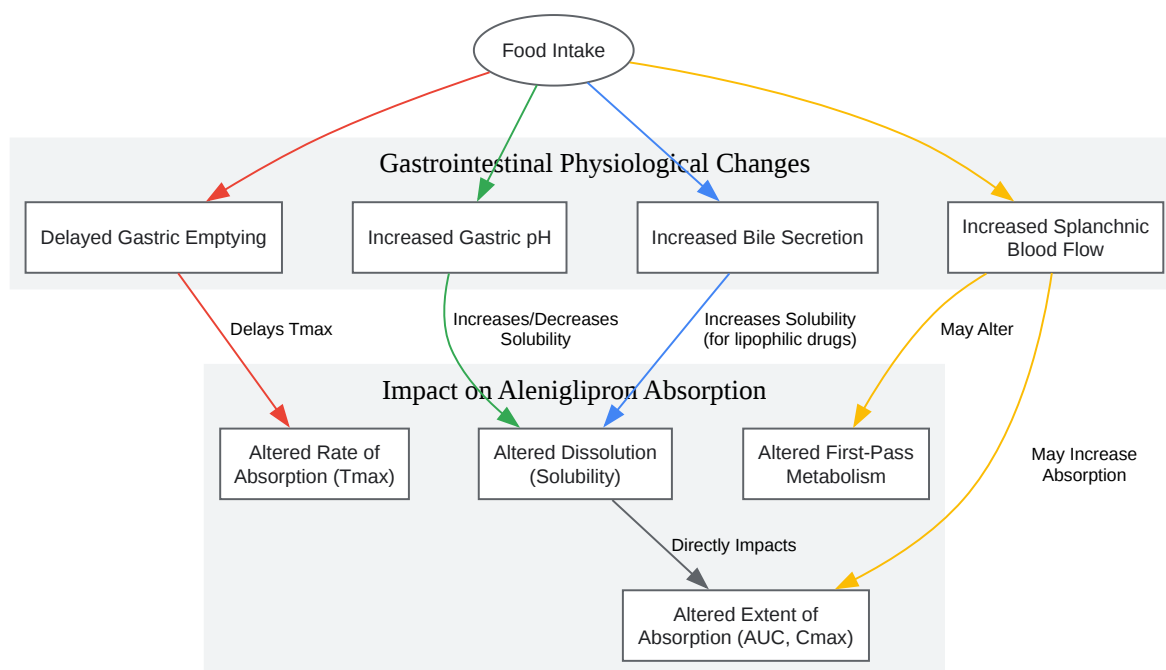 Food Intake
Gastrointestinal Physiological Changes
Delayed Gastric Emptying
Increased Gastric pH
Increased Bile Secretion
Increased Splanchnic
Blood Flow
Delays Tmax
Increases/Decreases
Solubility
Increases Solubility
(for lipophilic drugs)
May Alter
Impact on Aleniglipron Absorption
Altered Rate of
Absorption (Tmax)
Altered Dissolution
(Solubility)
Altered First-Pass
Metabolism
May Increase
Absorption
Directly Impacts
Altered Extent of
Absorption (AUC, Cmax)